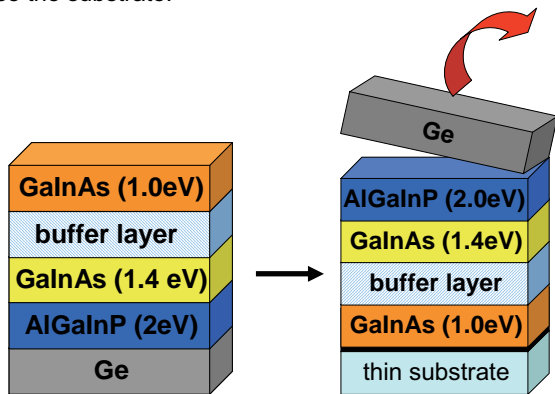 GaInAs (1.0eV)
buffer layer
GaInAs (1.4 eV)
AlGaInP (2eV)
Ge
Ge
AlGaInP (2.0eV)
GaInAs (1.4eV)
buffer layer
GaInAs (1.0eV)
thin substrate